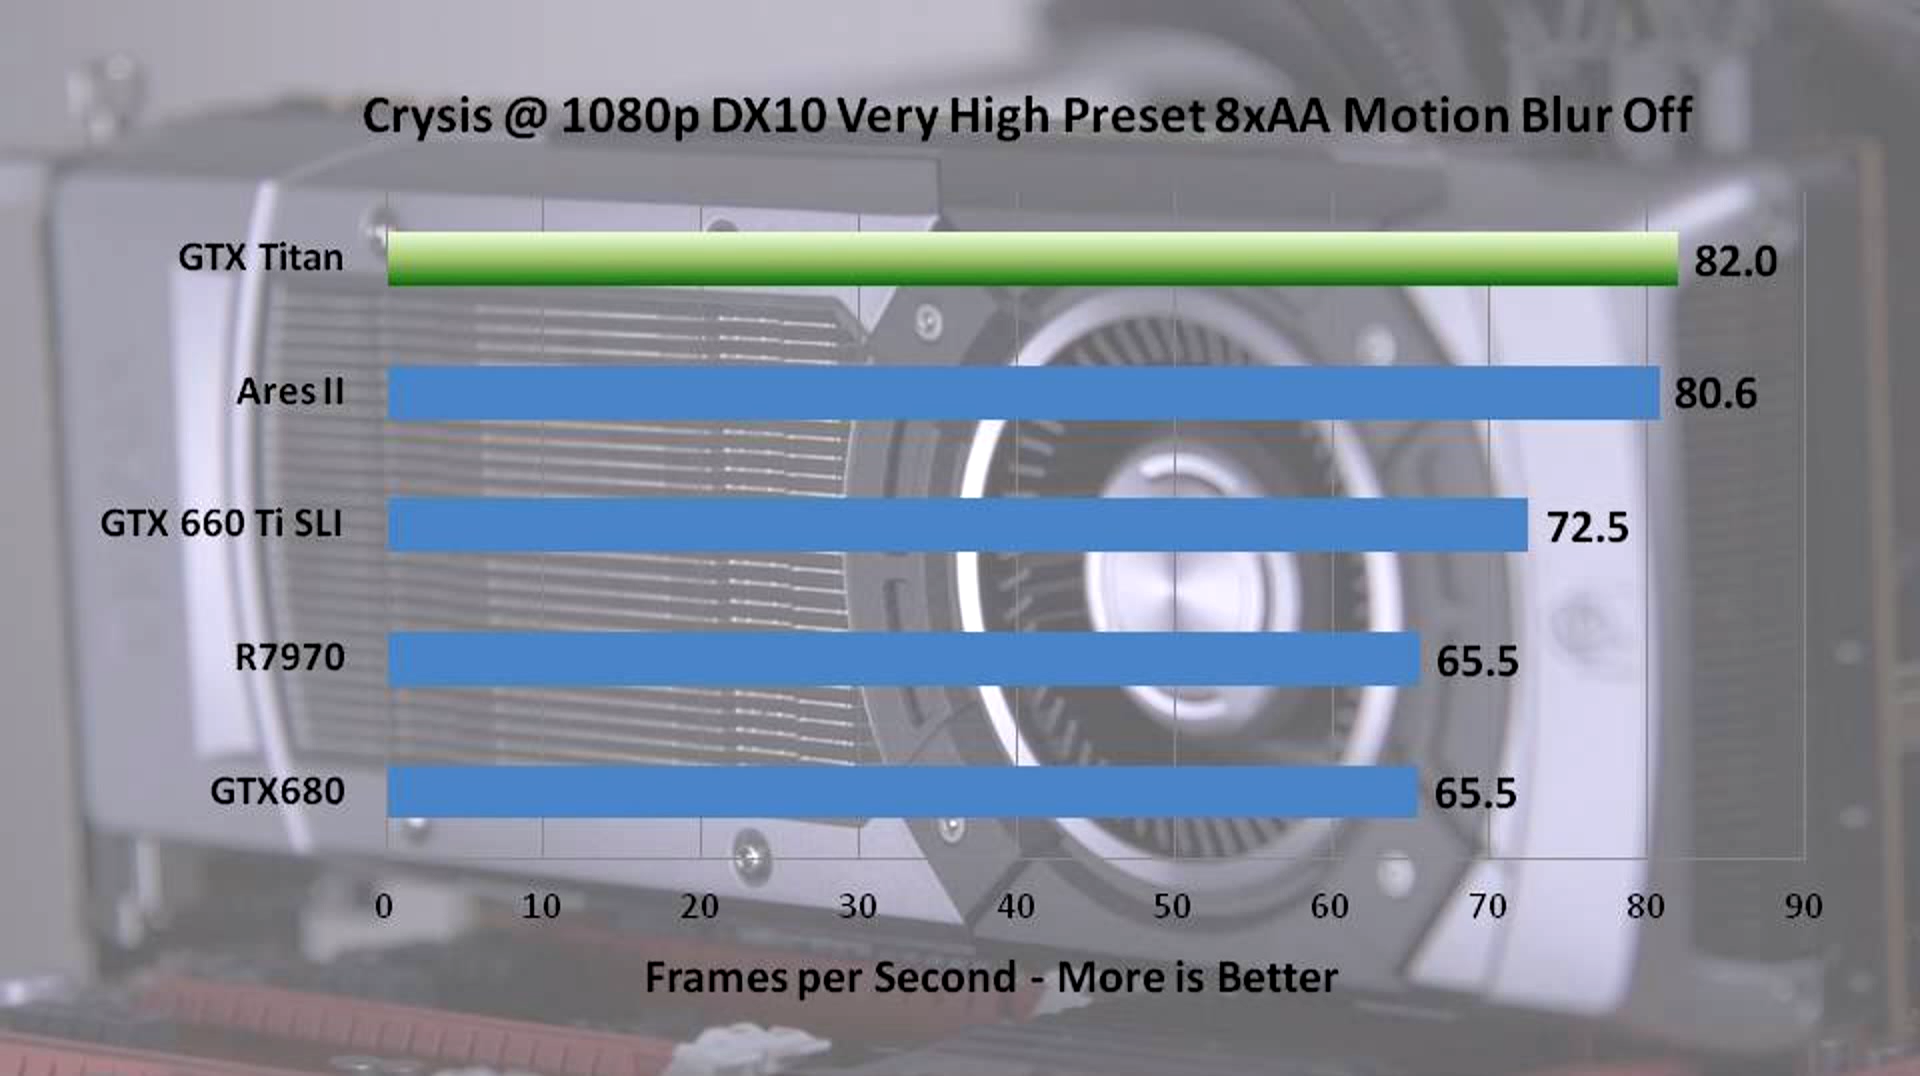 Crysis @ 1080p DX10 Very High Preset 8xAA Motion Blur Off
GTX Titan 82.0
Ares II 80.6
GTX 660 Ti SLI 72.5
R7970 65.5
GTX680 65.5
0 10 20 30 40 50 60 70 80 90
Frames per Second - More is Better